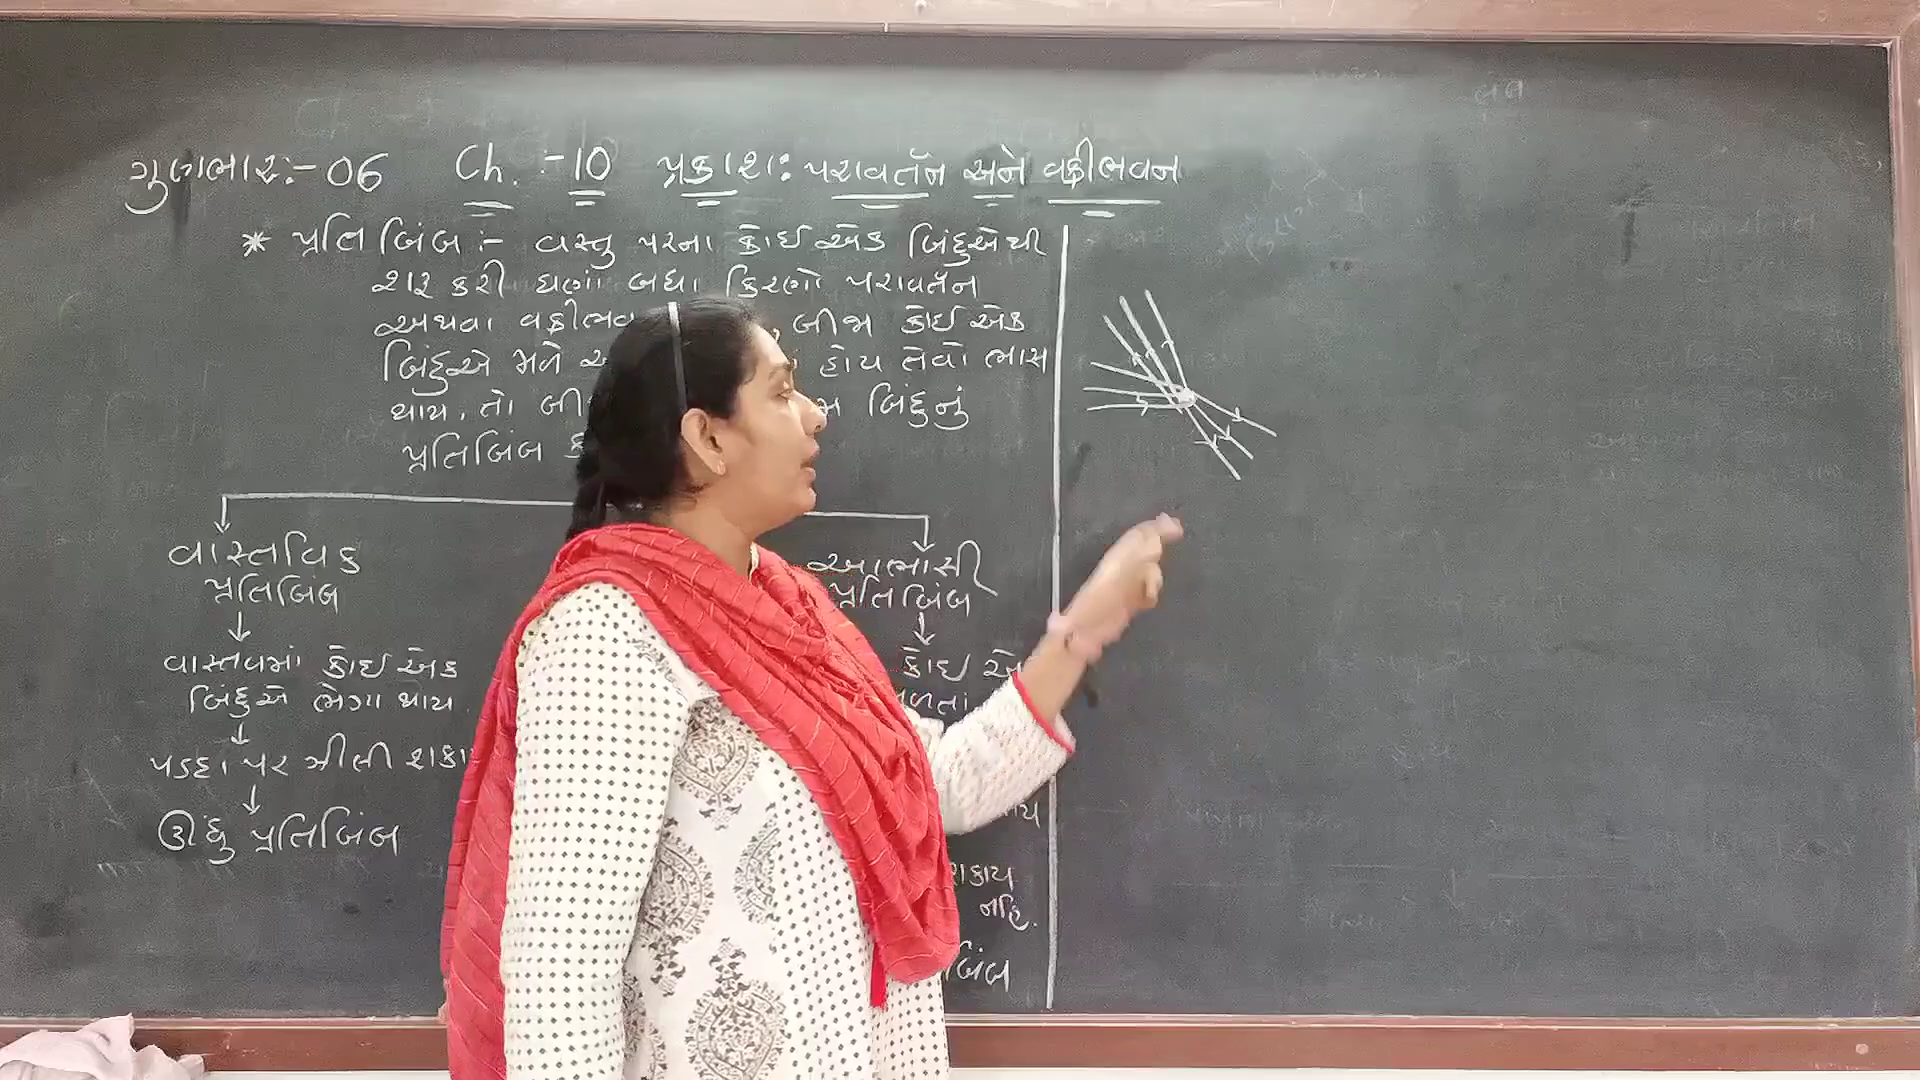 ગુણભાર:-06 Ch. :-10 પ્રકાશ: પરાવર્તન અને વક્રીભવન
* પ્રતિબિંબ :- વસ્તુ પરના કોઈ એક બિંદુએથી
શરૂ કરી ઘણાં બધા કિરણો પરાવર્તન
અથવા બીજા કોઈ એક
બિંદુએ મળે હોય તેવો ભાસ
થાય, તો બિંદુનું
પ્રતિબિંબ
વાસ્તવિક
પ્રતિબિંબ
↓
વાસ્તવમાં કોઈ એક
બિંદુએ ભેગા થાય.
↓
પડદા પર ઝીલી શકાય
↓
ઊંધુ પ્રતિબિંબ
આભાસી
પ્રતિબિંબ
↓
કોઈ
શકાય
નહિ.